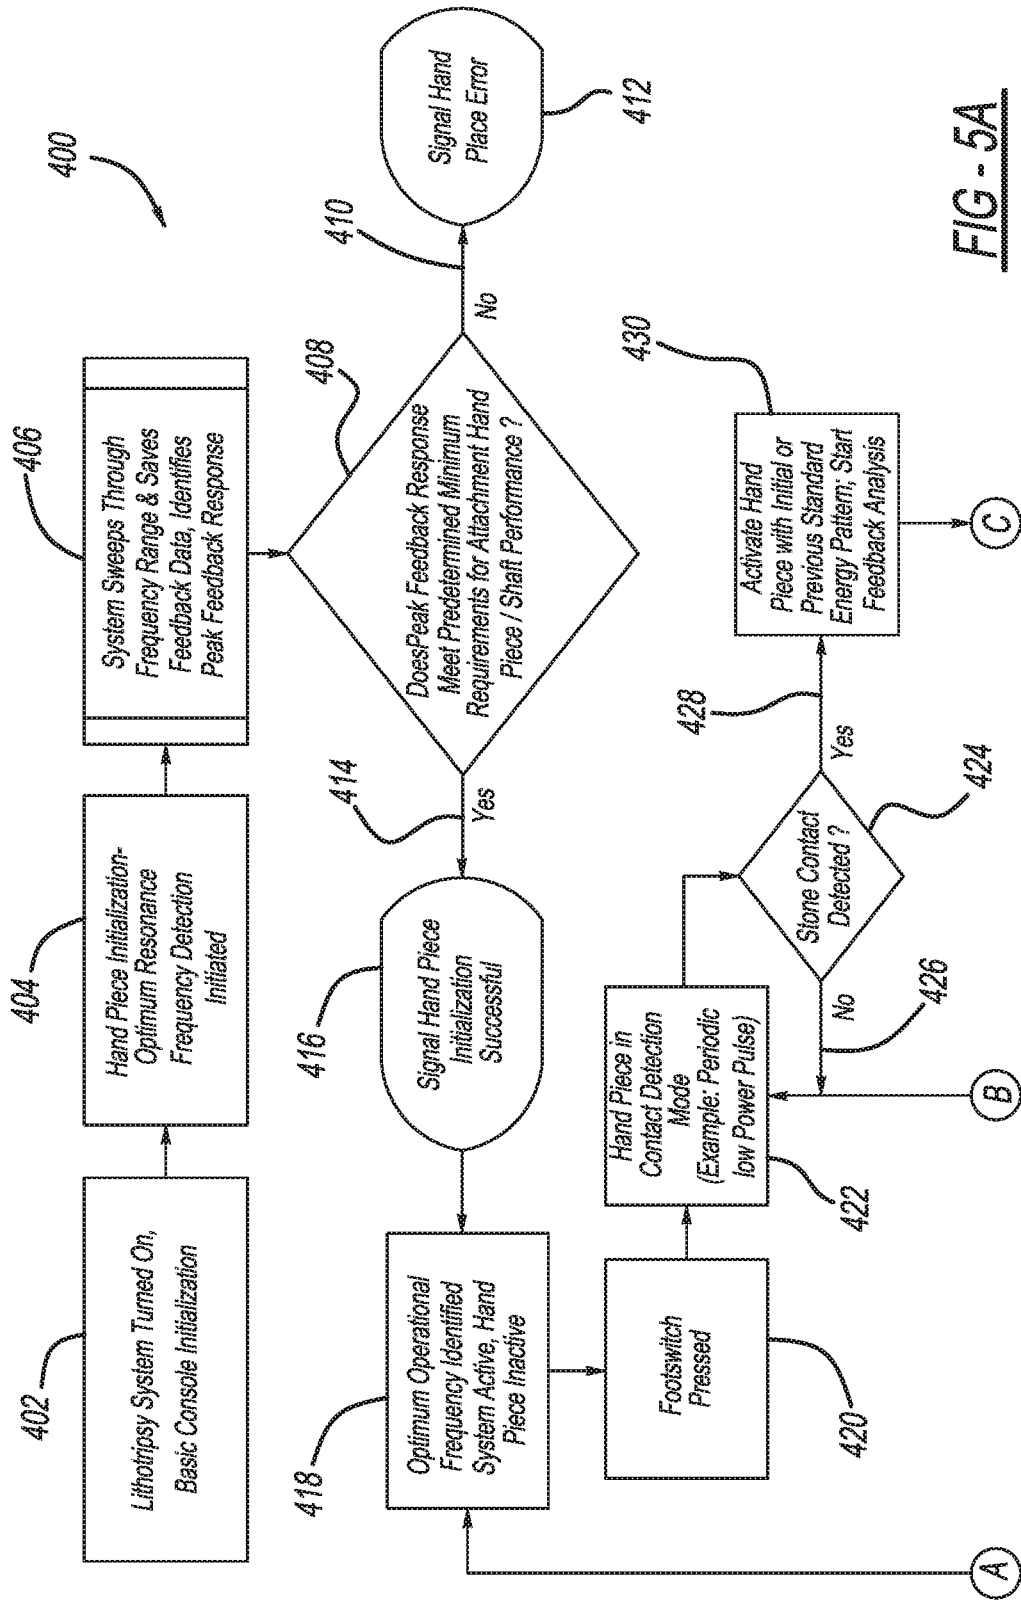 400
402
Lithotripsy System Turned On,
Basic Console Initialization
404
Hand Piece Initialization-
Optimum Resonance
Frequency Detection
Initiated
406
System Sweeps Through
Frequency Range & Saves
Feedback Data, Identifies
Peak Feedback Response
408
DoesPeak Feedback Response
Meet Predetermined Minimum
Requirements for Attachment Hand
Piece / Shaft Performance ?
410
No
Signal Hand
Place Error
412
414
Yes
416
Signal Hand Piece
Initialization
Successful
418
Optimum Operational
Frequency Identified
System Active, Hand
Piece Inactive
Footswitch
Pressed
420
Hand Piece in
Contact Detection
Mode
(Example: Periodic
low Power Pulse)
422
Stone Contact
Detected ?
424
No
426
428
Yes
430
Activate Hand
Piece with Initial or
Previous Standard
Energy Pattern; Start
Feedback Analysis
A
B
C
FIG - 5A